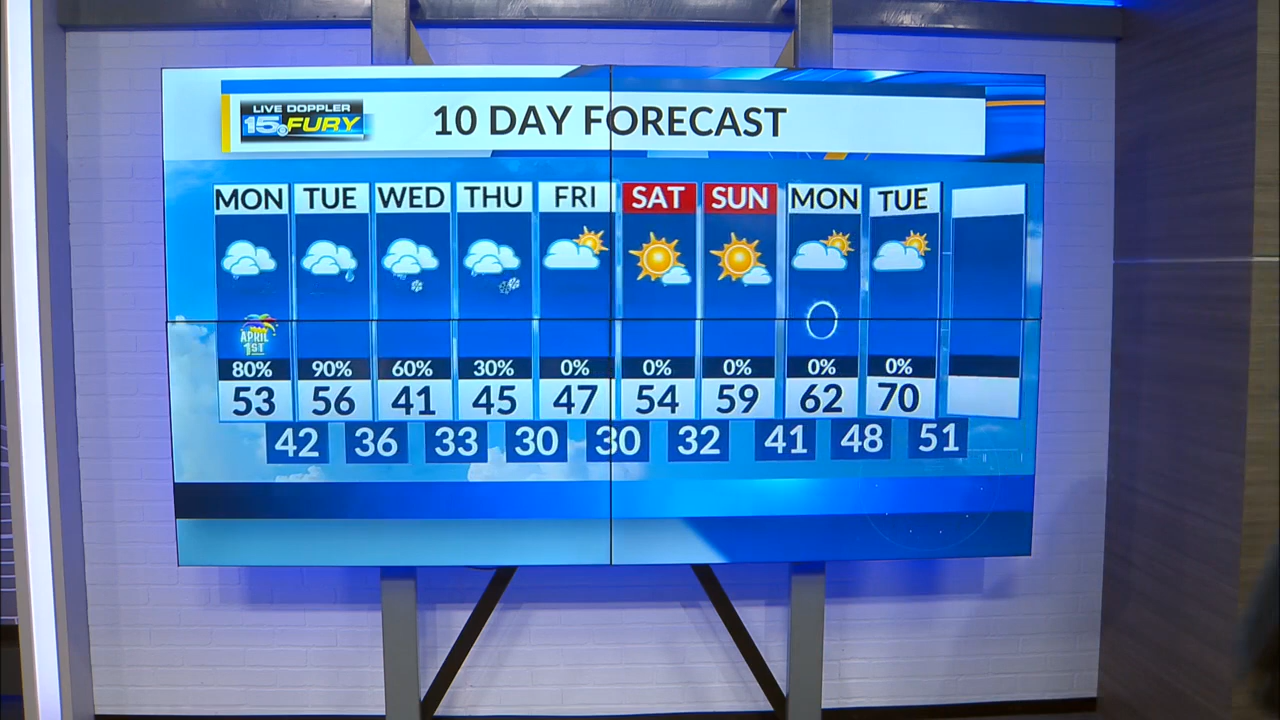 LIVE DOPPLER
15 FURY
10 DAY FORECAST
MON TUE WED THU FRI SAT SUN MON TUE
APRIL
1ST
80% 90% 60% 30% 0% 0% 0% 0% 0%
53 56 41 45 47 54 59 62 70
42 36 33 30 30 32 41 48 51